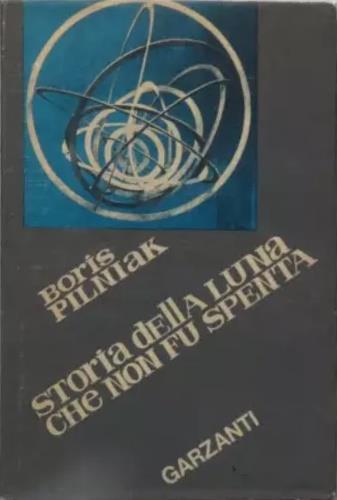 Boris
PILNIAK
STORIA dELLA LUNA
CHE NON FU SPENTA
GARZANTI